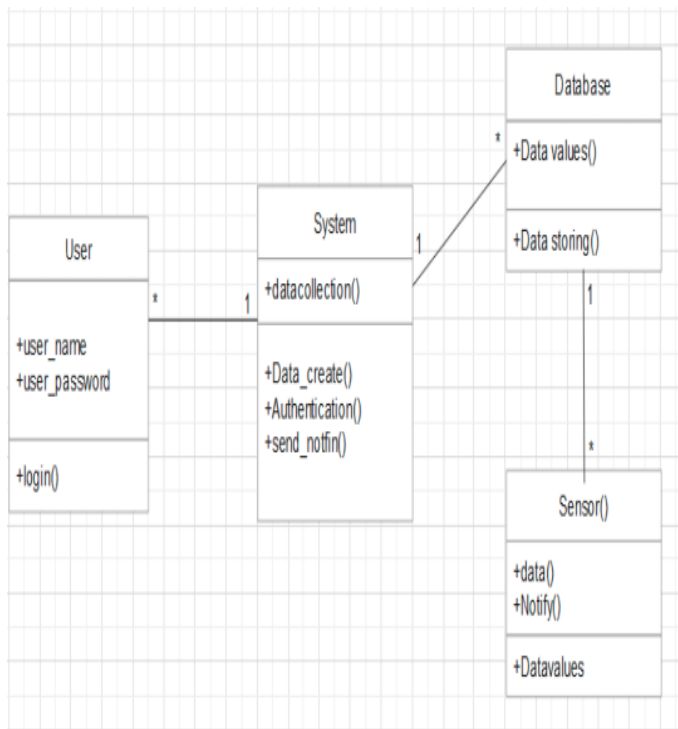 User
+user_name
+user_password
+login()
*
1
System
+datacollection()
+Data_create()
+Authentication()
+send_notfin()
1
*
Database
+Data values()
+Data storing()
1
*
Sensor()
+data()
+Notify()
+Datavalues